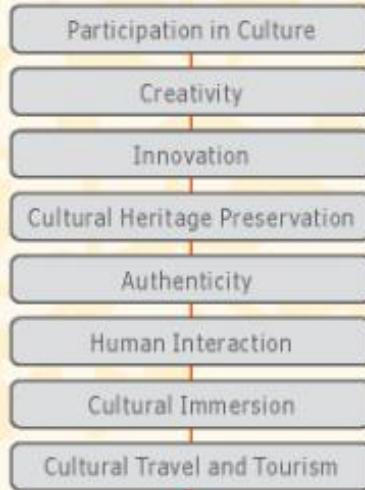 Participation in Culture
Creativity
Innovation
Cultural Heritage Preservation
Authenticity
Human Interaction
Cultural Immersion
Cultural Travel and Tourism